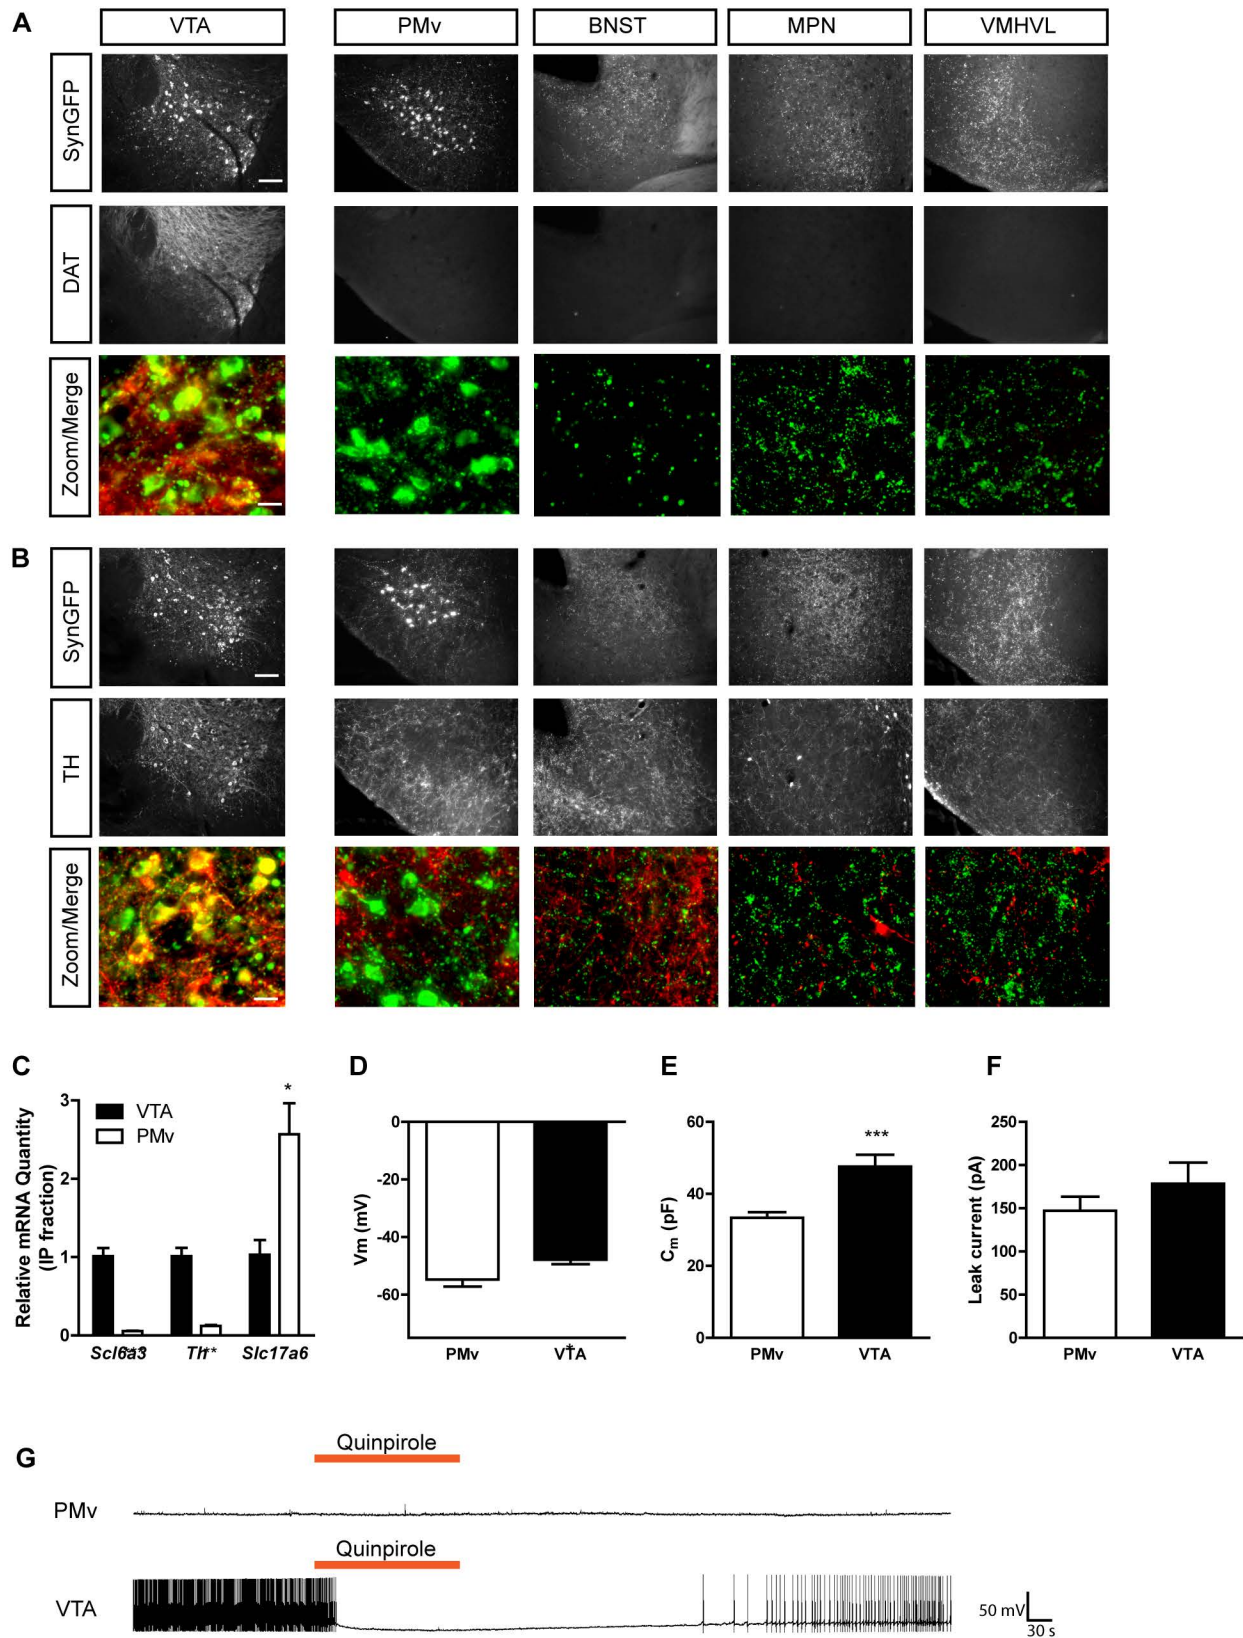 A
VTA
PMv
BNST
MPN
VMHVL
SynGFP
DAT
Zoom/Merge
B
SynGFP
TH
Zoom/Merge
C
Relative mRNA Quantity
(IP fraction)
3
2
1
0
VTA
PMv
*
Scl6a3
Th**
Slc17a6
D
Vm (mV)
0
-20
-40
-60
PMv
VTA
*
E
Cm (pF)
60
40
20
0
***
PMv
VTA
F
Leak current (pA)
250
200
150
100
50
0
PMv
VTA
G
Quinpirole
PMv
Quinpirole
VTA
50 mV
30 s